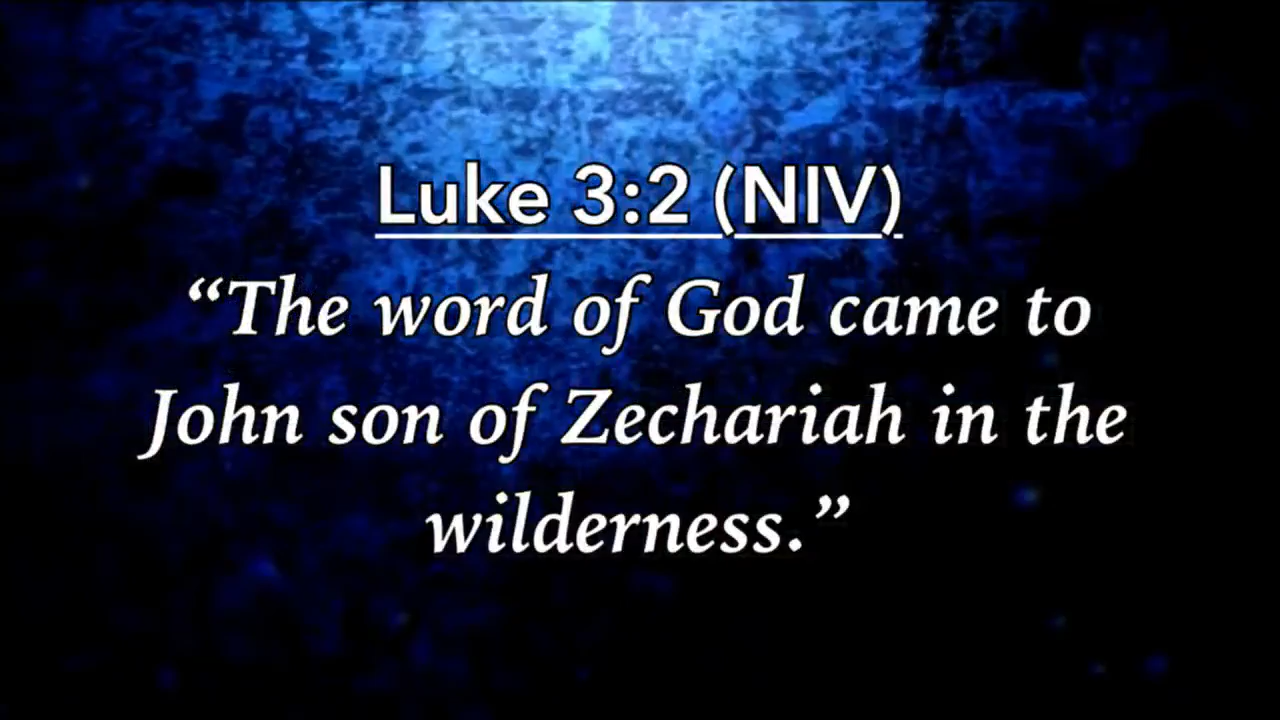 Luke 3:2 (NIV)
“The word of God came to
John son of Zechariah in the
wilderness.”